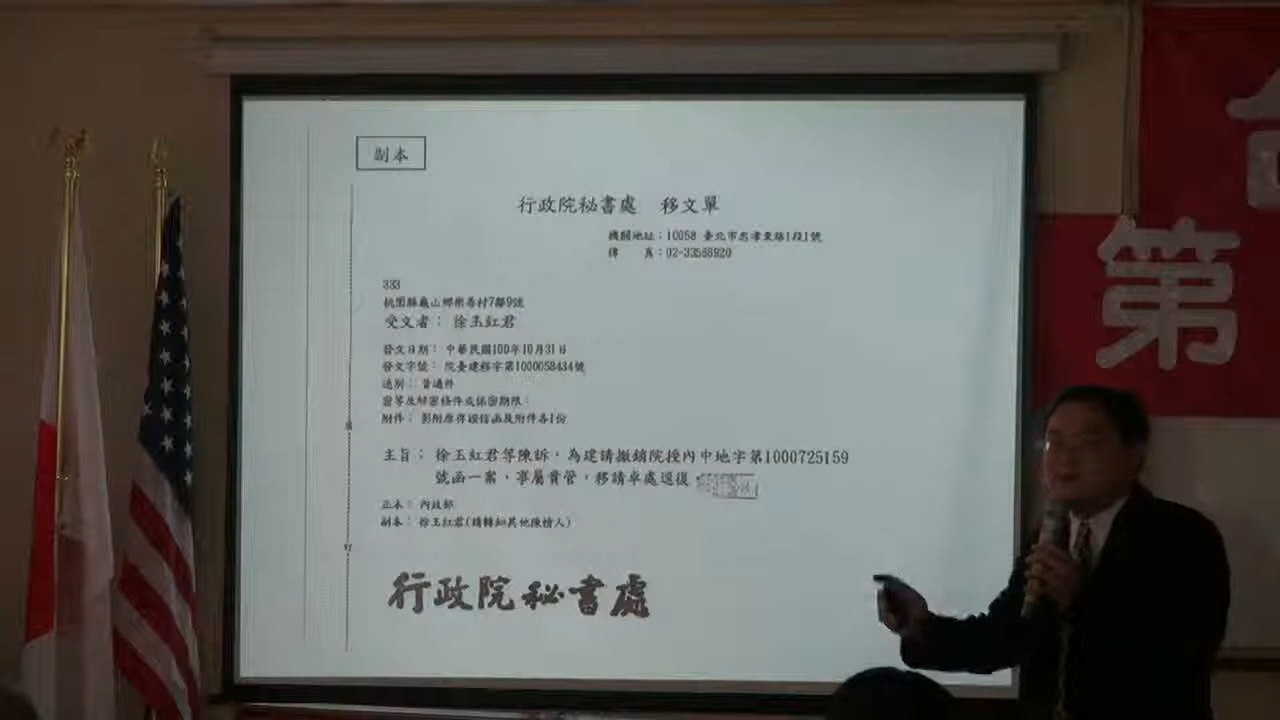 副本
行政院秘書處 移文單
機關地址：10058 臺北市忠孝東路1段1號
傳 真：02-33566920
333
桃園縣龜山鄉樂善村7鄰9號
受文者：徐玉紅君
發文日期：中華民國100年10月31日
發文字號：院臺建移字第1000058434號
速別：普通件
密等及解密條件或保密期限：
附件：影附原存證信函及附件各1份
主旨：徐玉紅君等陳訴，為建請撤銷院授內中地字第1000725159
號函一案，事屬貴管，移請卓處逕復
正本：內政部
副本：徐玉紅君(請轉知其他陳情人)
行政院秘書處
訂
第